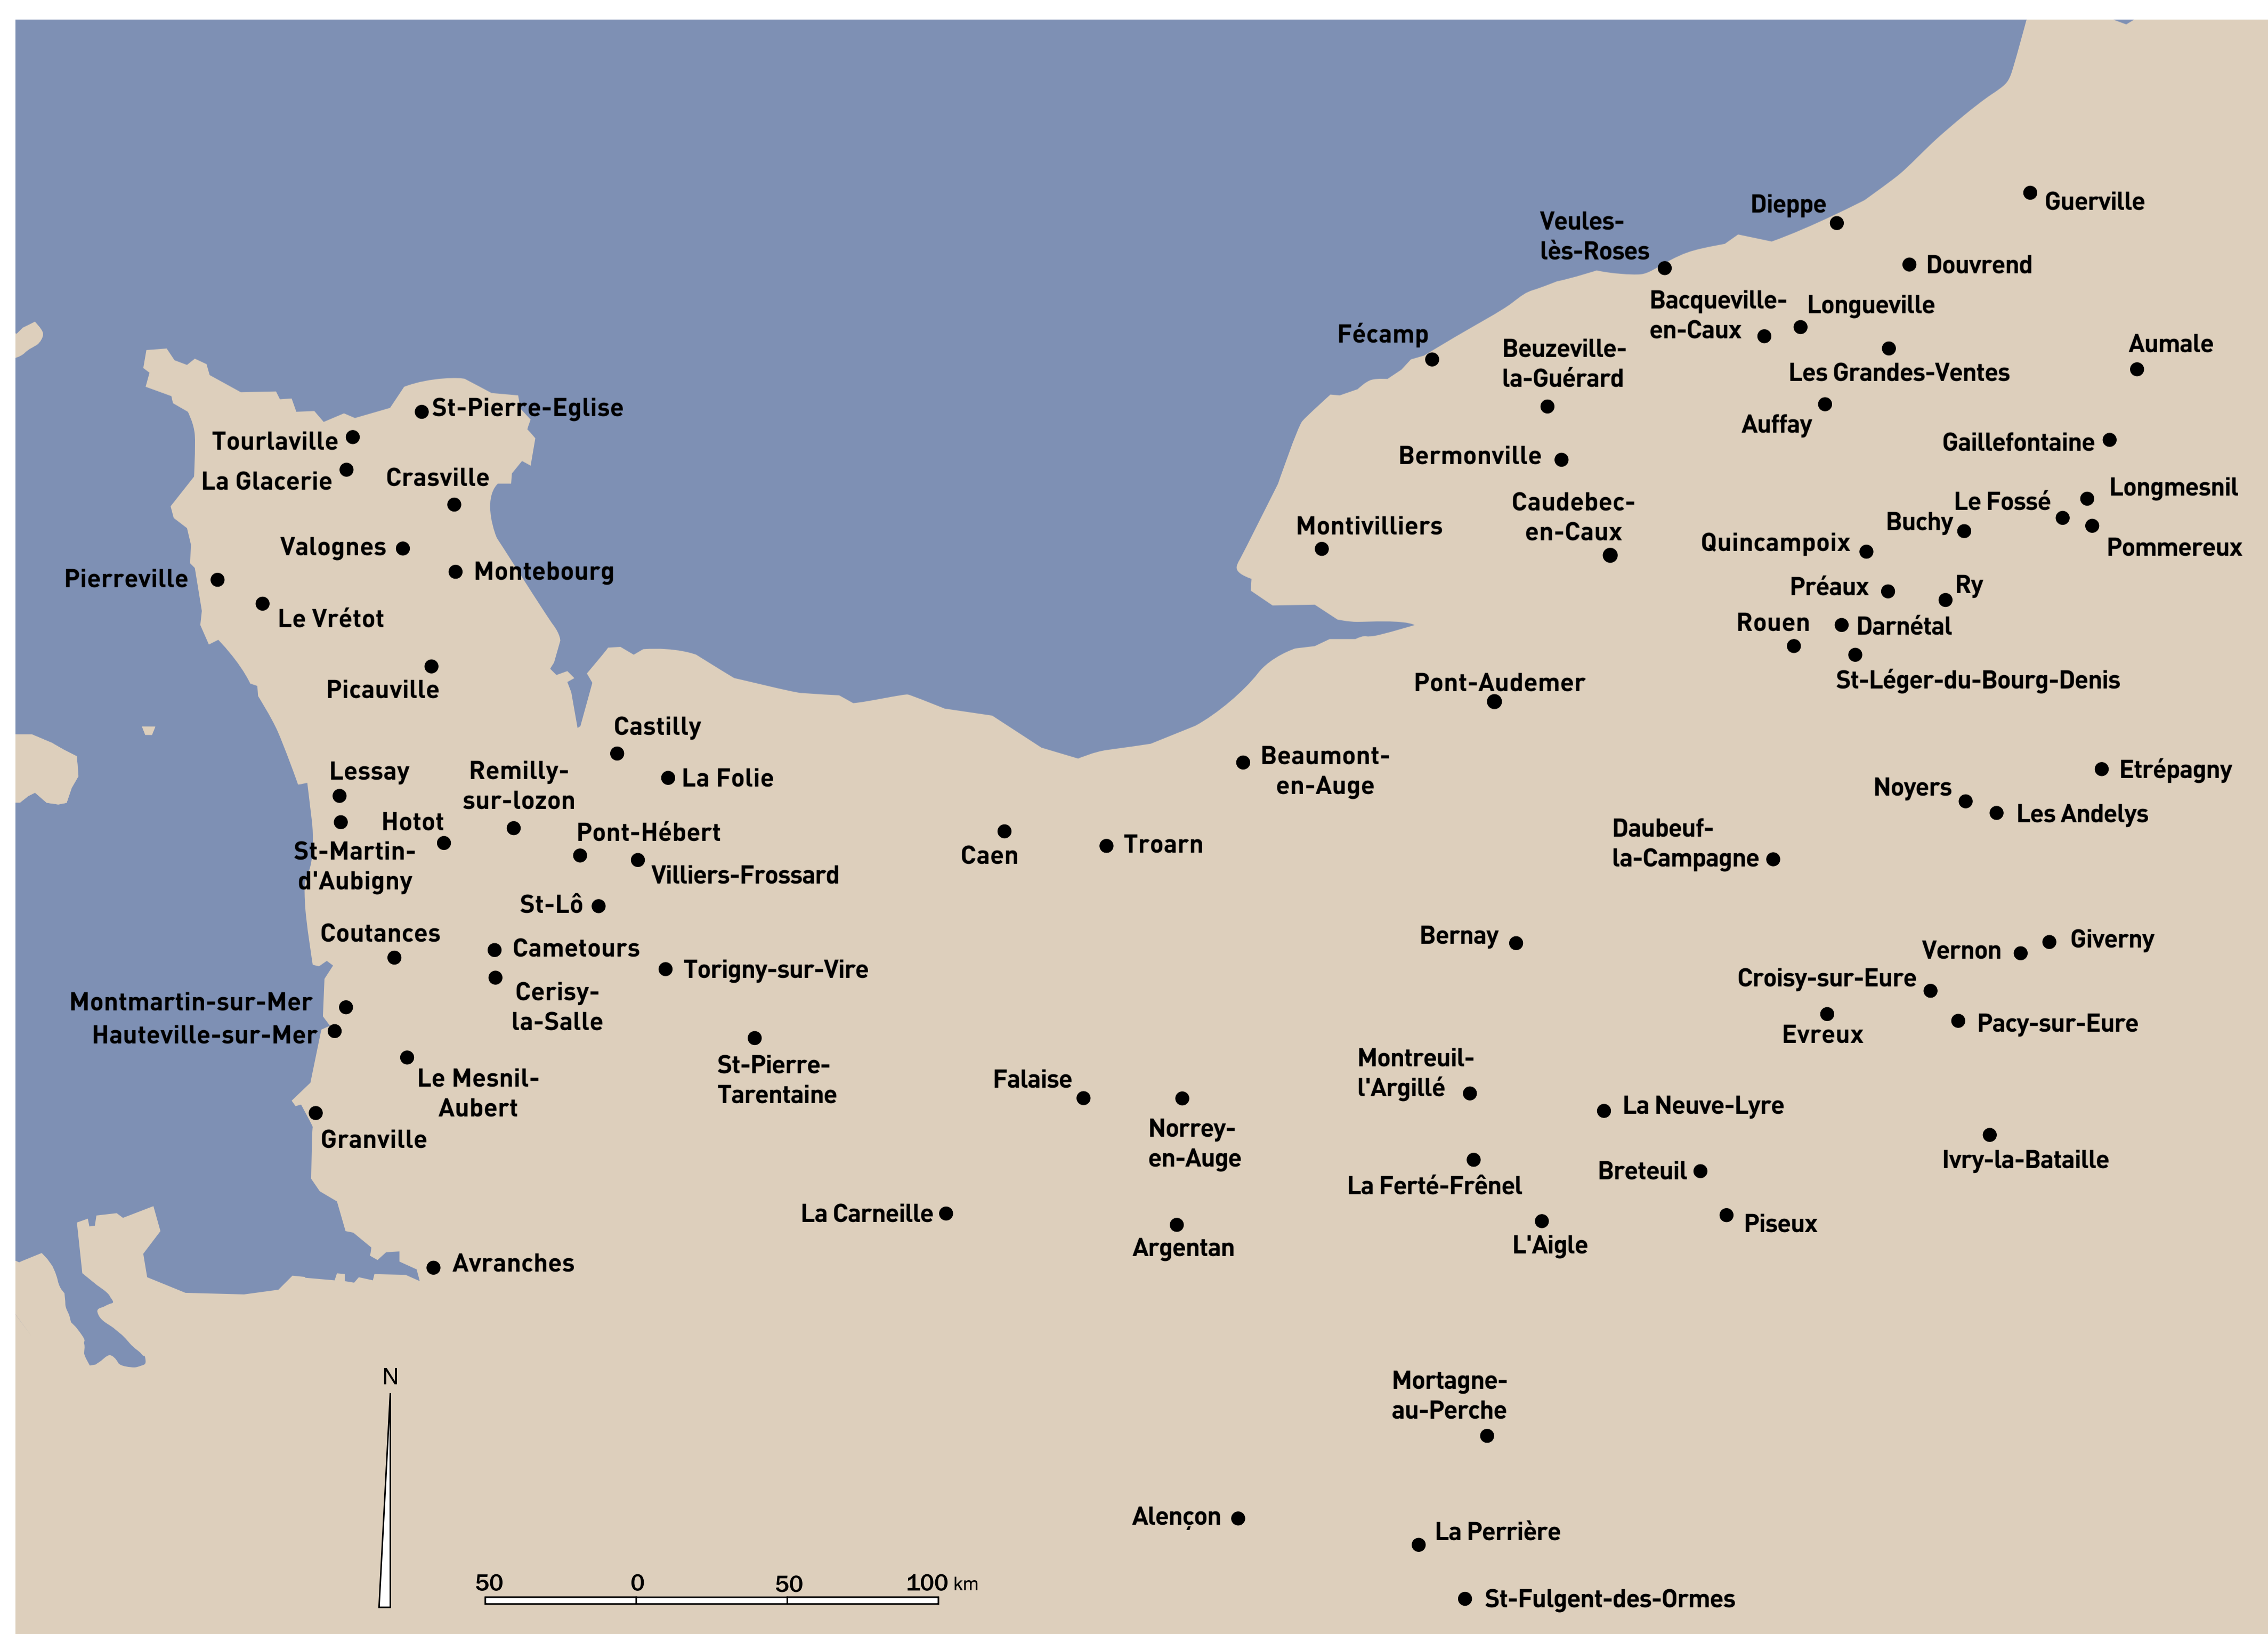 Guerville
Dieppe
Veules-
lès-Roses
Douvrend
Bacqueville-
en-Caux
Longueville
Fécamp
Beuzeville-
la-Guérard
Aumale
Les Grandes-Ventes
St-Pierre-Eglise
Auffay
Tourlaville
Gaillefontaine
Bermonville
La Glacerie
Crasville
Longmesnil
Le Fossé
Caudebec-
en-Caux
Montivilliers
Buchy
Quincampoix
Pommereux
Valognes
Montebourg
Pierreville
Préaux
Ry
Le Vrétot
Rouen
Darnétal
St-Léger-du-Bourg-Denis
Picauville
Pont-Audemer
Castilly
Beaumont-
en-Auge
Lessay
Remilly-
sur-lozon
La Folie
Etrépagny
Noyers
Les Andelys
Hotot
Pont-Hébert
Daubeuf-
la-Campagne
St-Martin-
d'Aubigny
Caen
Troarn
Villiers-Frossard
St-Lô
Coutances
Cametours
Bernay
Giverny
Vernon
Torigny-sur-Vire
Croisy-sur-Eure
Cerisy-
la-Salle
Montmartin-sur-Mer
Hauteville-sur-Mer
Evreux
Pacy-sur-Eure
St-Pierre-
Tarentaine
Montreuil-
l'Argillé
Le Mesnil-
Aubert
Falaise
La Neuve-Lyre
Granville
Norrey-
en-Auge
Ivry-la-Bataille
Breteuil
La Ferté-Frênel
La Carneille
Piseux
Argentan
L'Aigle
Avranches
N
Mortagne-
au-Perche
Alençon
La Perrière
50 0 50 100 km
St-Fulgent-des-Ormes